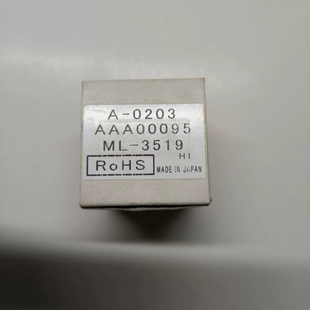 A-0203
AAA00095
ML-3519
HI
RoHS MADE IN JAPAN